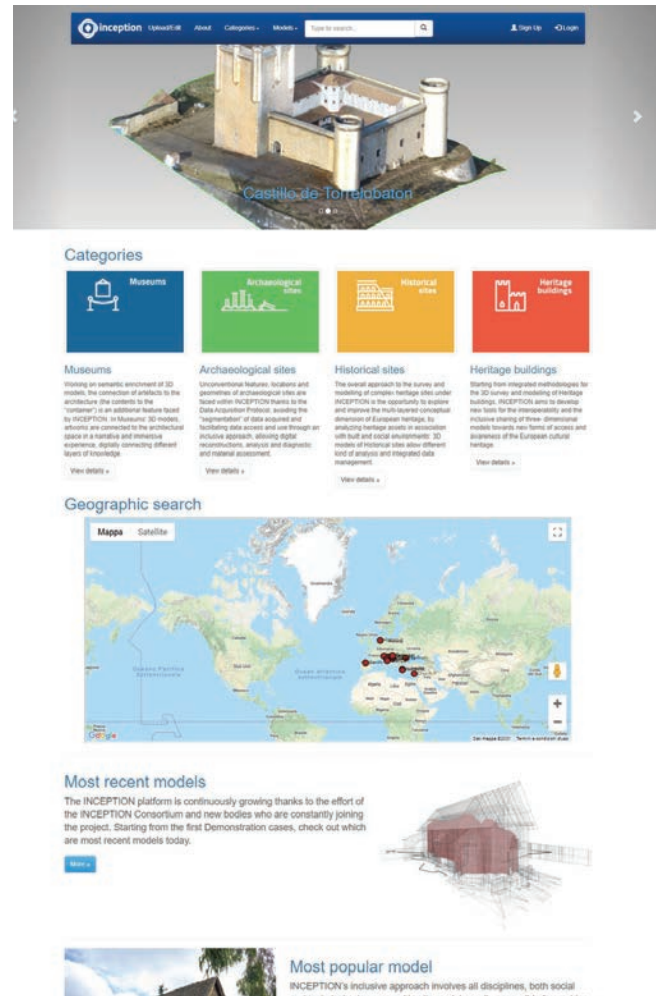 inception Upload/Edit About Categories Models Type to search... Sign Up Login
Castillo de Torrelobaton
Categories
Museums
Archaeological
sites
Historical
sites
Heritage
buildings
Museums
Working on semantic enrichment of 3D
models, the connection of artefacts to the
architecture (the contents to the
"container") is an additional feature faced
by INCEPTION. In Museums: 3D models,
artworks are connected to the architectural
space in a narrative and immersive
experience, digitally connecting different
layers of knowledge.
View details »
Archaeological sites
Unconventional features, locations and
geometries of archaeological sites are
faced within INCEPTION thanks to the
Data Acquisition Protocol, avoiding the
"segmentation" of data acquired and
facilitating data access and use through an
inclusive approach, allowing digital
reconstructions, analysis and diagnostic
and material assessment.
View details »
Historical sites
The overall approach to the survey and
modelling of complex heritage sites under
INCEPTION is the opportunity to explore
and improve the multi-layered conceptual
dimension of European heritage, by
analyzing heritage assets in association
with built and social environments: 3D
models of Historical sites allow different
kind of analysis and integrated data
management.
View details »
Heritage buildings
Starting from integrated methodologies for
the 3D survey and modelling of Heritage
buildings, INCEPTION aims to develop
new tools for the interoperability and the
inclusive sharing of three- dimensional
models towards new forms of access and
awareness of the European cultural
heritage.
View details »
Geographic search
Mappa Satellite
Google
Most recent models
The INCEPTION platform is continuously growing thanks to the effort of
the INCEPTION Consortium and new bodies who are constantly joining
the project. Starting from the first Demonstration cases, check out which
are most recent models today.
More »
Most popular model
INCEPTION's inclusive approach involves all disciplines, both social